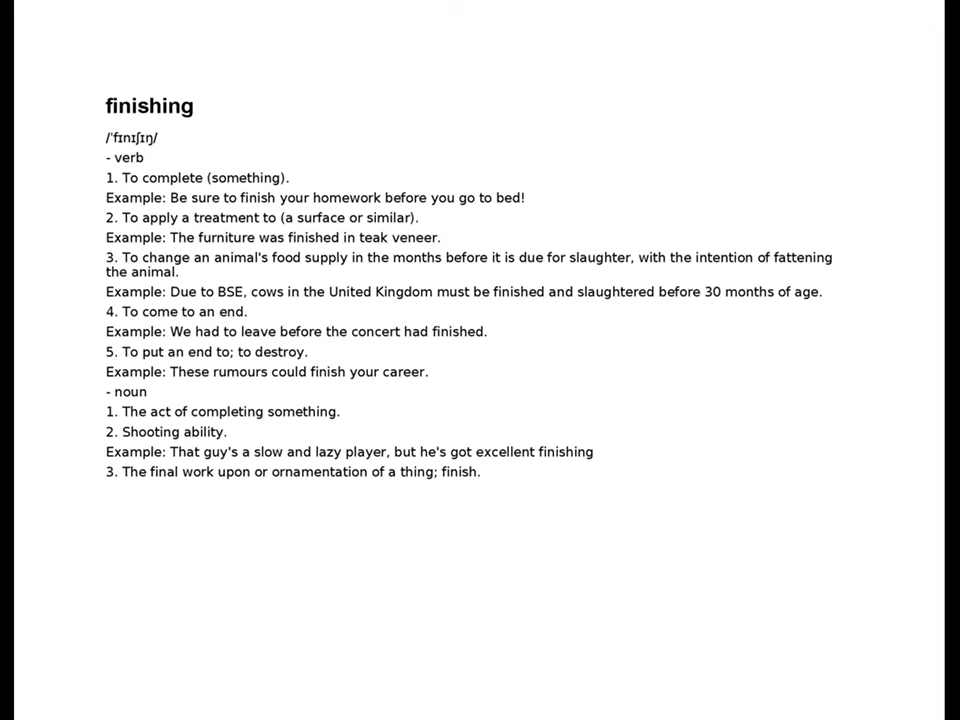 finishing
/ˈfɪnɪʃɪŋ/
- verb
1. To complete (something).
Example: Be sure to finish your homework before you go to bed!
2. To apply a treatment to (a surface or similar).
Example: The furniture was finished in teak veneer.
3. To change an animal's food supply in the months before it is due for slaughter, with the intention of fattening
the animal.
Example: Due to BSE, cows in the United Kingdom must be finished and slaughtered before 30 months of age.
4. To come to an end.
Example: We had to leave before the concert had finished.
5. To put an end to; to destroy.
Example: These rumours could finish your career.
- noun
1. The act of completing something.
2. Shooting ability.
Example: That guy's a slow and lazy player, but he's got excellent finishing
3. The final work upon or ornamentation of a thing; finish.